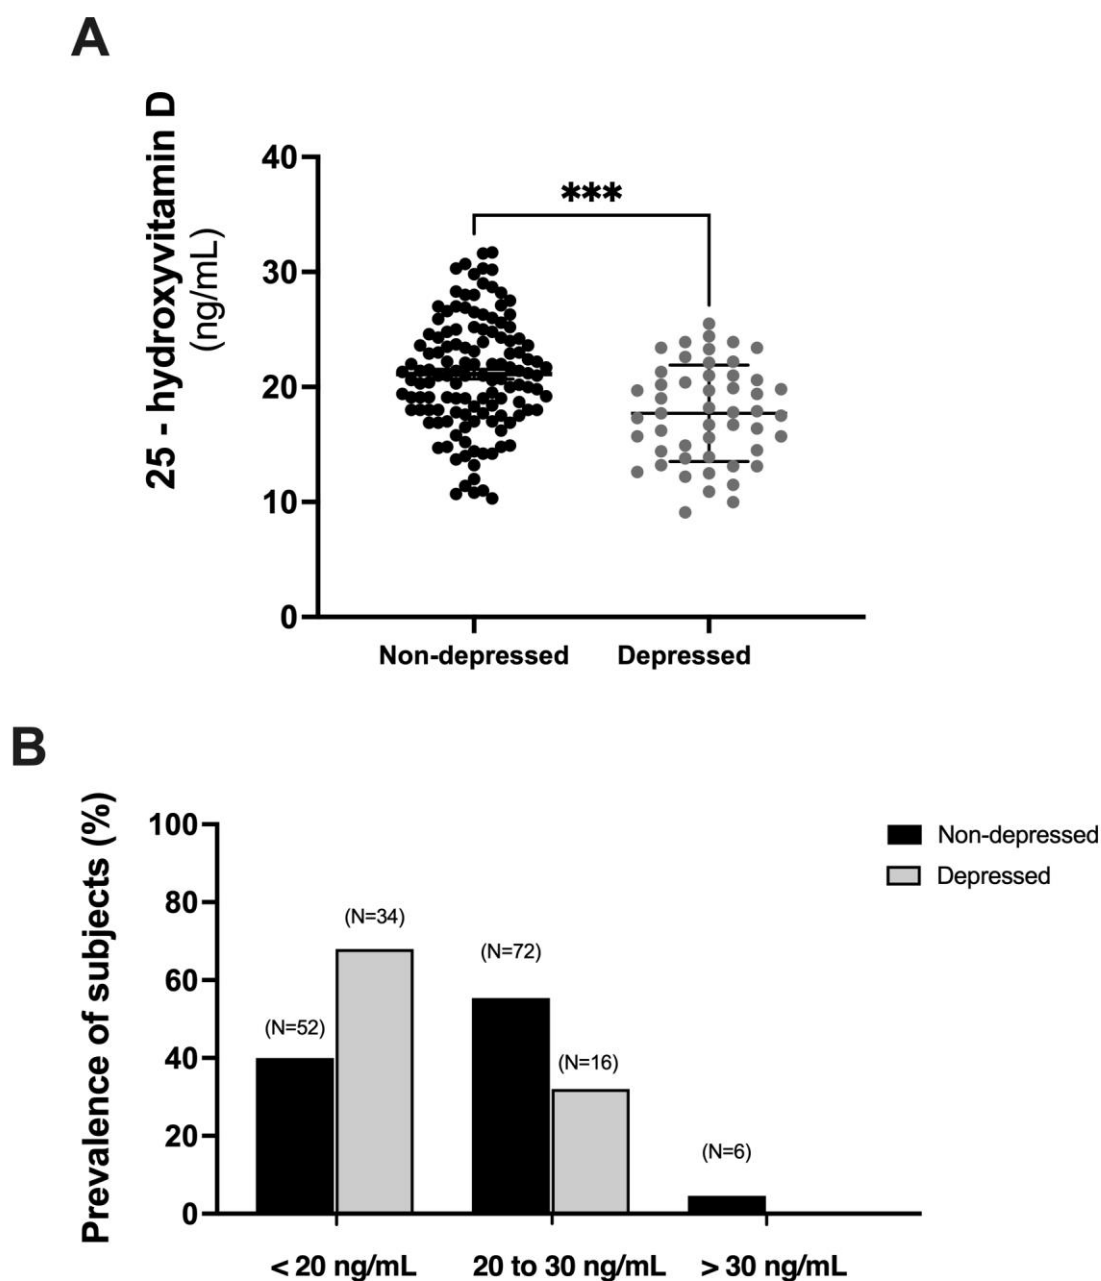 A
25 - hydroxyvitamin D
(ng/mL)
40
30
20
10
0
***
Non-depressed
Depressed
B
Prevalence of subjects (%)
100
80
60
40
20
0
(N=52)
(N=34)
(N=72)
(N=16)
(N=6)
Non-depressed
Depressed
< 20 ng/mL
20 to 30 ng/mL
> 30 ng/mL